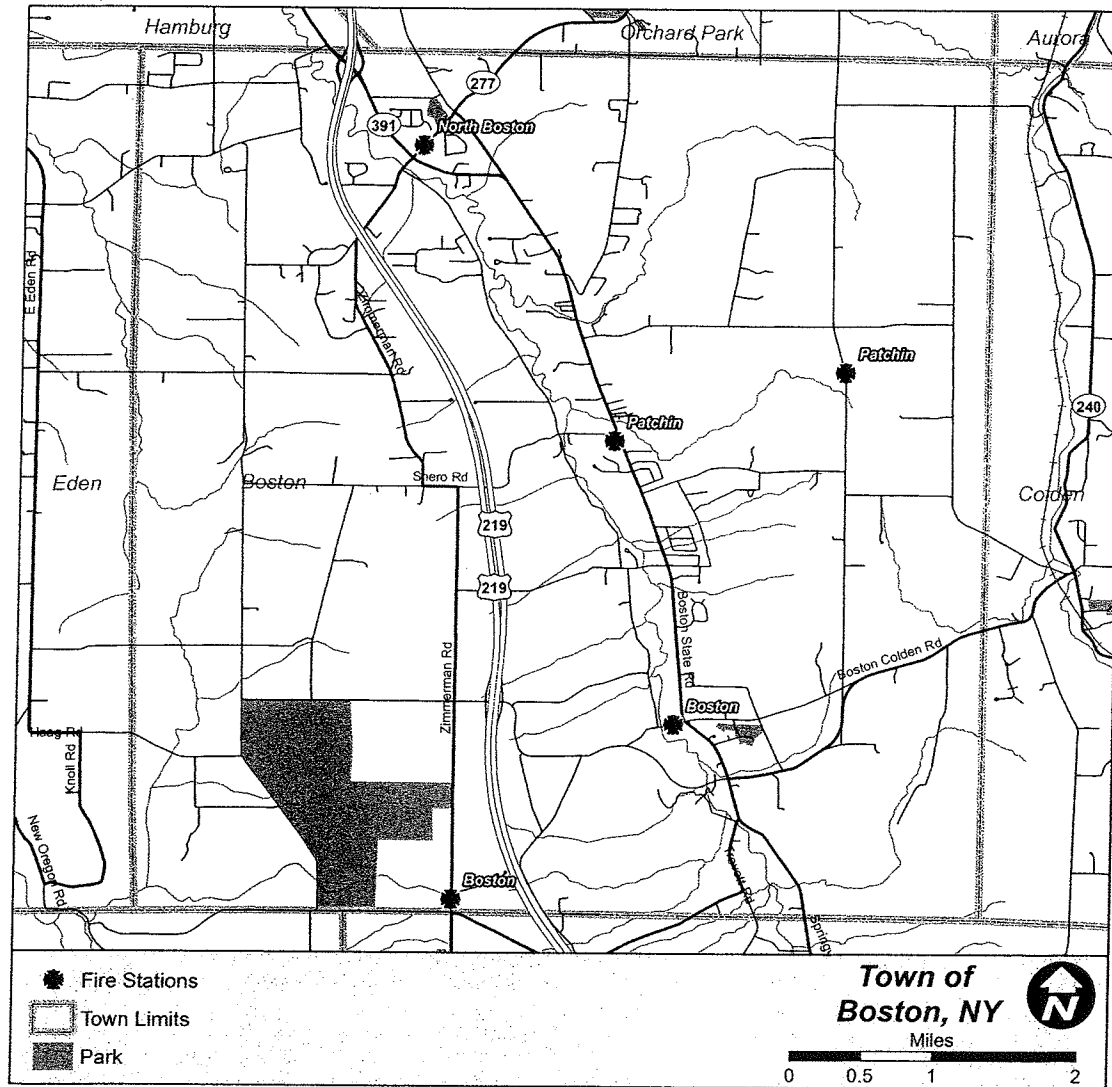 Hamburg
Orchard Park
Aurora
277
391
North Boston
E Eden Rd
Zimmerman Rd
Patchin
240
Patchin
Eden
Boston
Shero Rd
Colden
219
219
Boston State Rd
Boston Colden Rd
Zimmerman Rd
Boston
Knoll Rd
New Oregon Rd
Boston
Fire Stations
Town Limits
Park
Town of
Boston, NY
N
Miles
0 0.5 1 2